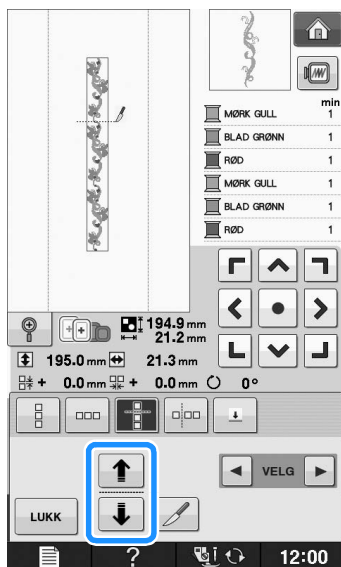 min
MØRK GULL 1
BLAD GRØNN 1
RØD 1
MØRK GULL 1
BLAD GRØNN 1
RØD 1
194.9 mm
21.2 mm
195.0 mm 21.3 mm
+ 0.0 mm + 0.0 mm 0°
VELG
LUKK
? 12:00